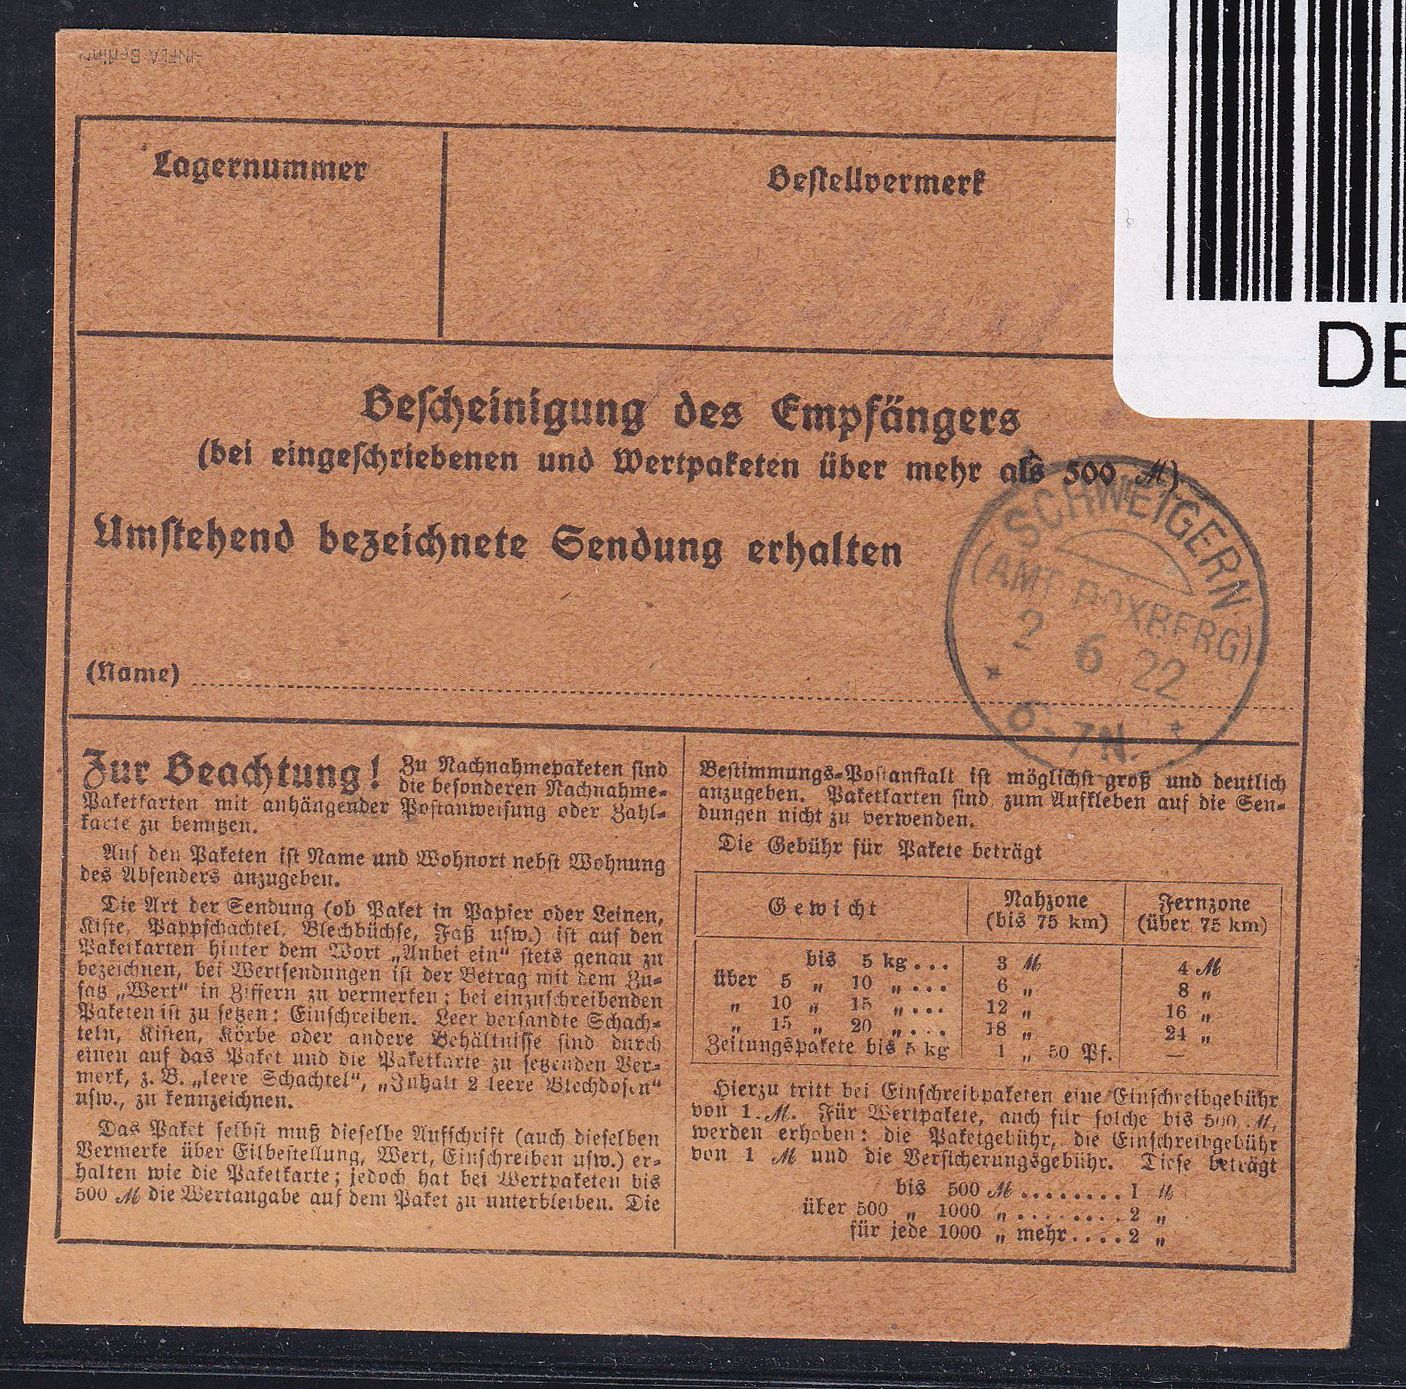 INFLA Berlin
DE
Lagernummer
Bestellvermerk
Bescheinigung des Empfängers
(bei eingeschriebenen und Wertpaketen über mehr als 500 ℳ)
Umstehend bezeichnete Sendung erhalten
(Name)
SCHWEIGERN
(AMT BOXBERG)
2 6 22
* 6-7N. *
Zur Beachtung! Zu Nachnahmepaketen sind
die besonderen Nachnahme-
Paketkarten mit anhängender Postanweisung oder Zahl-
karte zu benutzen.
Auf den Paketen ist Name und Wohnort nebst Wohnung
des Absenders anzugeben.
Die Art der Sendung (ob Paket in Papier oder Leinen,
Kiste, Pappschachtel, Blechbüchse, Faß usw.) ist auf den
Paketkarten hinter dem Wort „Anbei ein“ stets genau zu
bezeichnen, bei Wertsendungen ist der Betrag mit dem Zu-
satz „Wert“ in Ziffern zu vermerken; bei einzuschreibenden
Paketen ist zu setzen: Einschreiben. Leer versandte Schach-
teln, Kisten, Körbe oder andere Behältnisse sind durch
einen auf das Paket und die Paketkarte zu setzenden Ver-
merk, z. B. „leere Schachtel“, „Inhalt 2 leere Blechdosen“
usw., zu kennzeichnen.
Das Paket selbst muß dieselbe Aufschrift (auch dieselben
Vermerke über Eilbestellung, Wert, Einschreiben usw.) er-
halten wie die Paketkarte; jedoch hat bei Wertpaketen bis
500 ℳ die Wertangabe auf dem Paket zu unterbleiben. Die
Bestimmungs-Postanstalt ist möglichst groß und deutlich
anzugeben. Paketkarten sind zum Aufkleben auf die Sen-
dungen nicht zu verwenden.
Die Gebühr für Pakete beträgt
Gewicht Nahzone Fernzone
(bis 75 km) (über 75 km)
bis 5 kg... 3 ℳ 4 ℳ
über 5 „ 10 „... 6 „ 8 „
„ 10 „ 15 „... 12 „ 16 „
„ 15 „ 20 „... 18 „ 24 „
Zeitungspakete bis 5 kg 1 „ 50 Pf. —
Hierzu tritt bei Einschreibpaketen eine Einschreibgebühr
von 1 ℳ. Für Wertpakete, auch für solche bis 500 ℳ,
werden erhoben: die Paketgebühr, die Einschreibgebühr
von 1 ℳ und die Versicherungsgebühr. Diese beträgt
bis 500 ℳ........1 ℳ
über 500 „ 1000 „........2 „
für jede 1000 „ mehr....2 „